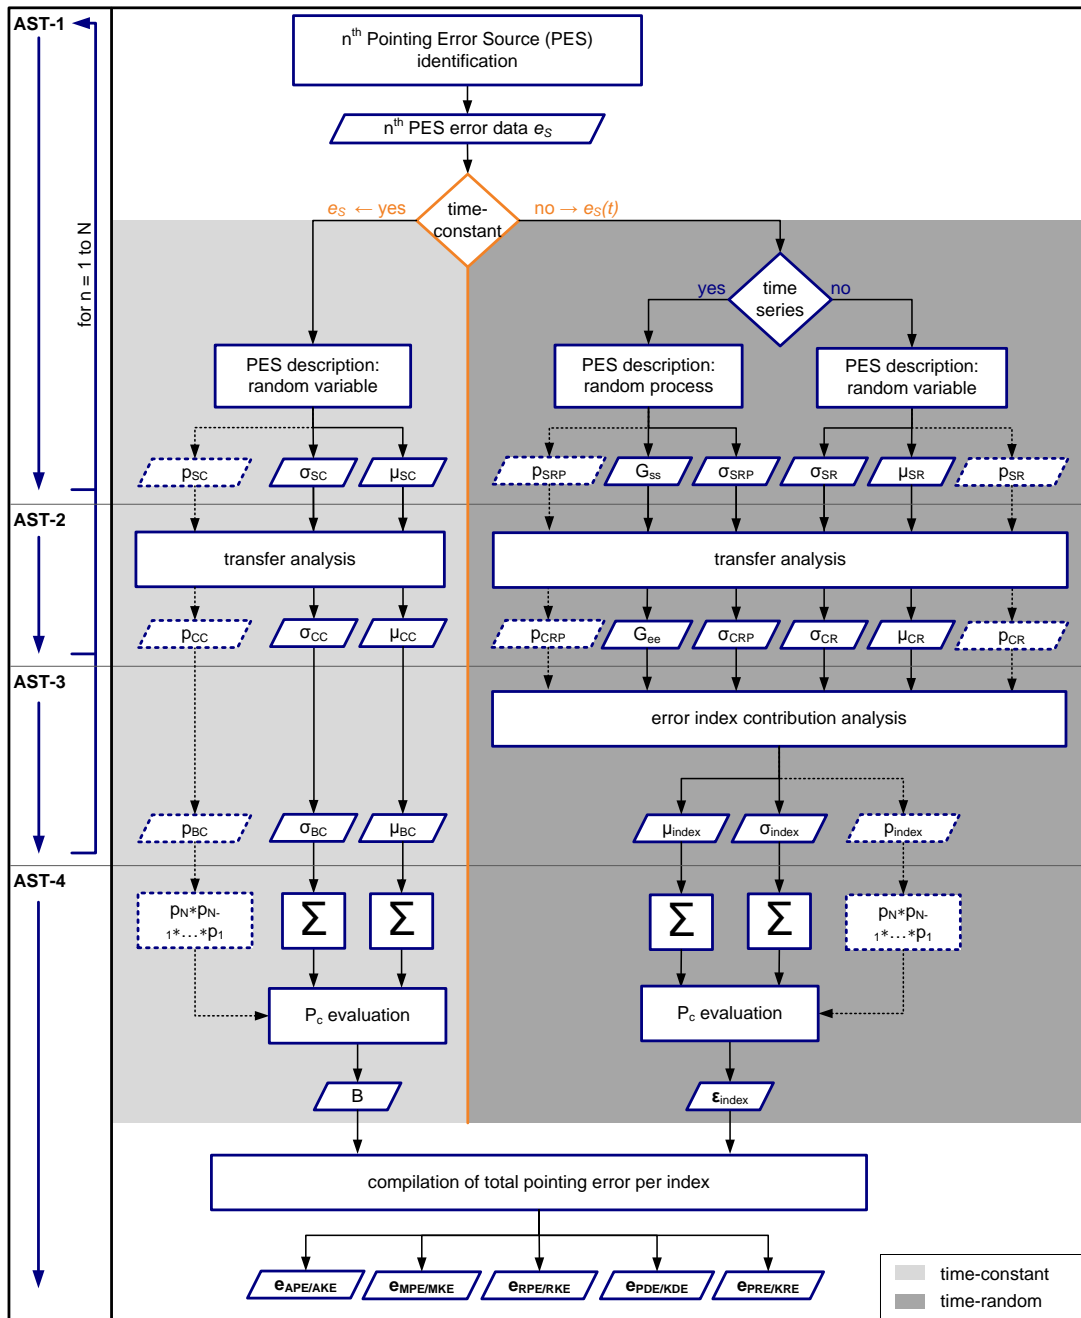 AST-1
for n = 1 to N
nth Pointing Error Source (PES)
identification
nth PES error data eS
eS ← yes
time-
constant
no → eS(t)
yes
time
series
no
PES description:
random variable
PES description:
random process
PES description:
random variable
pSC
σSC
μSC
pSRP
Gss
σSRP
σSR
μSR
pSR
AST-2
transfer analysis
transfer analysis
pCC
σCC
μCC
pCRP
Gee
σCRP
σCR
μCR
pCR
AST-3
error index contribution analysis
pBC
σBC
μBC
μindex
σindex
pindex
AST-4
pN*pN-
1*…*p1
Σ
Σ
Σ
Σ
pN*pN-
1*…*p1
Pc evaluation
Pc evaluation
B
εindex
compilation of total pointing error per index
eAPE/AKE
eMPE/MKE
eRPE/RKE
ePDE/KDE
ePRE/KRE
time-constant
time-random